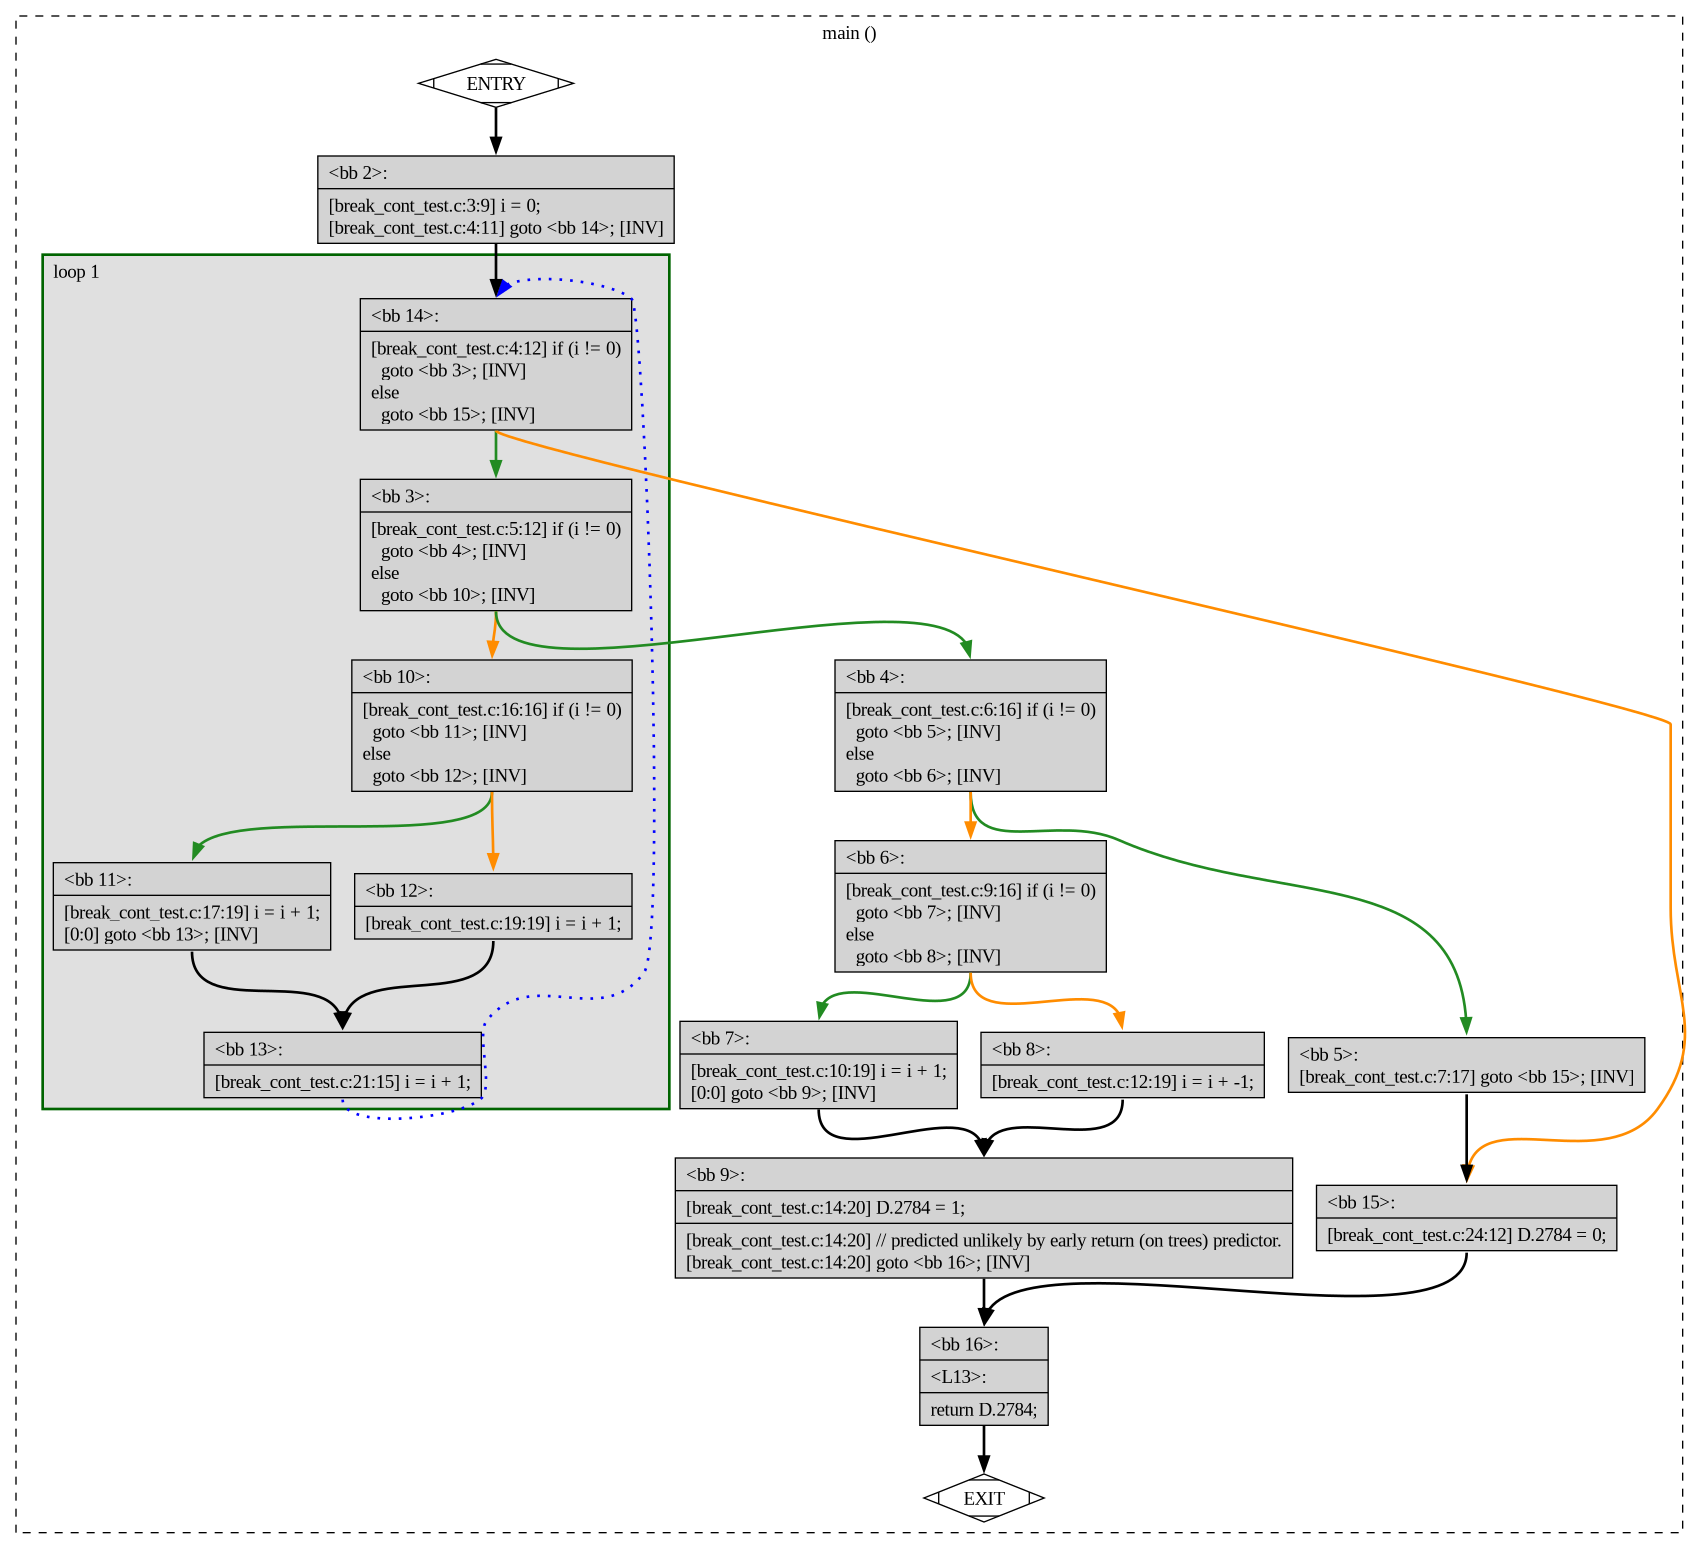 main ()
ENTRY
<bb 2>:
[break_cont_test.c:3:9] i = 0;
[break_cont_test.c:4:11] goto <bb 14>; [INV]
loop 1
<bb 14>:
[break_cont_test.c:4:12] if (i != 0)
goto <bb 3>; [INV]
else
goto <bb 15>; [INV]
<bb 3>:
[break_cont_test.c:5:12] if (i != 0)
goto <bb 4>; [INV]
else
goto <bb 10>; [INV]
<bb 10>:
[break_cont_test.c:16:16] if (i != 0)
goto <bb 11>; [INV]
else
goto <bb 12>; [INV]
<bb 4>:
[break_cont_test.c:6:16] if (i != 0)
goto <bb 5>; [INV]
else
goto <bb 6>; [INV]
<bb 11>:
[break_cont_test.c:17:19] i = i + 1;
[0:0] goto <bb 13>; [INV]
<bb 12>:
[break_cont_test.c:19:19] i = i + 1;
<bb 6>:
[break_cont_test.c:9:16] if (i != 0)
goto <bb 7>; [INV]
else
goto <bb 8>; [INV]
<bb 13>:
[break_cont_test.c:21:15] i = i + 1;
<bb 7>:
[break_cont_test.c:10:19] i = i + 1;
[0:0] goto <bb 9>; [INV]
<bb 8>:
[break_cont_test.c:12:19] i = i + -1;
<bb 5>:
[break_cont_test.c:7:17] goto <bb 15>; [INV]
<bb 9>:
[break_cont_test.c:14:20] D.2784 = 1;
[break_cont_test.c:14:20] // predicted unlikely by early return (on trees) predictor.
[break_cont_test.c:14:20] goto <bb 16>; [INV]
<bb 15>:
[break_cont_test.c:24:12] D.2784 = 0;
<bb 16>:
<L13>:
return D.2784;
EXIT